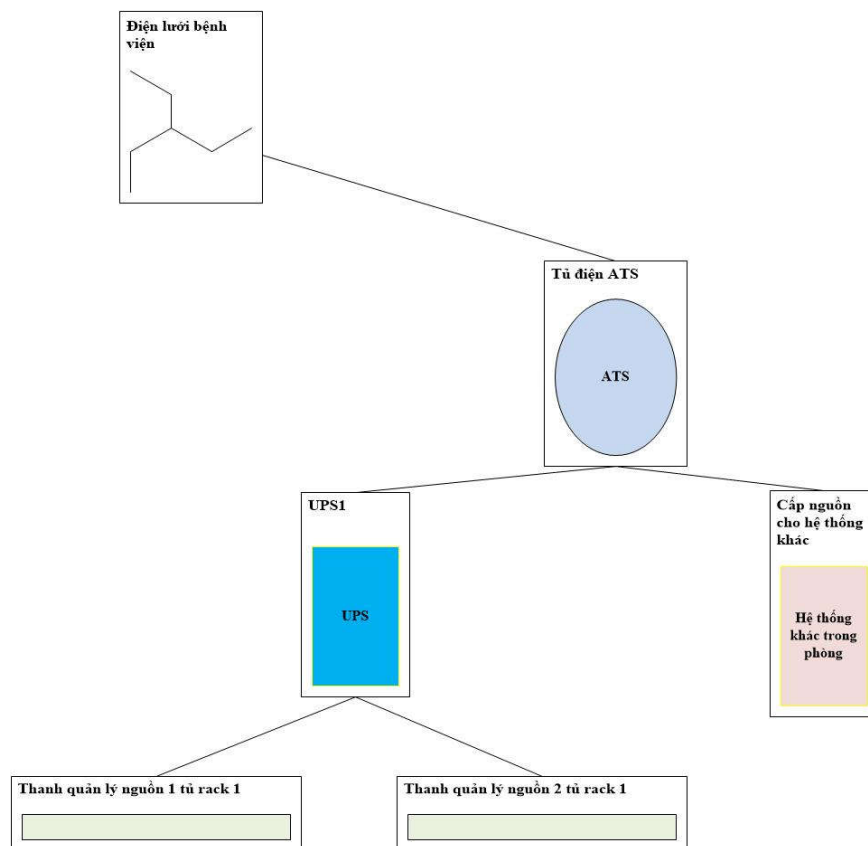 Điện lưới bệnh
viện
Tủ điện ATS
ATS
UPS1
UPS
Cấp nguồn
cho hệ thống
khác
Hệ thống
khác trong
phòng
Thanh quản lý nguồn 1 tủ rack 1
Thanh quản lý nguồn 2 tủ rack 1